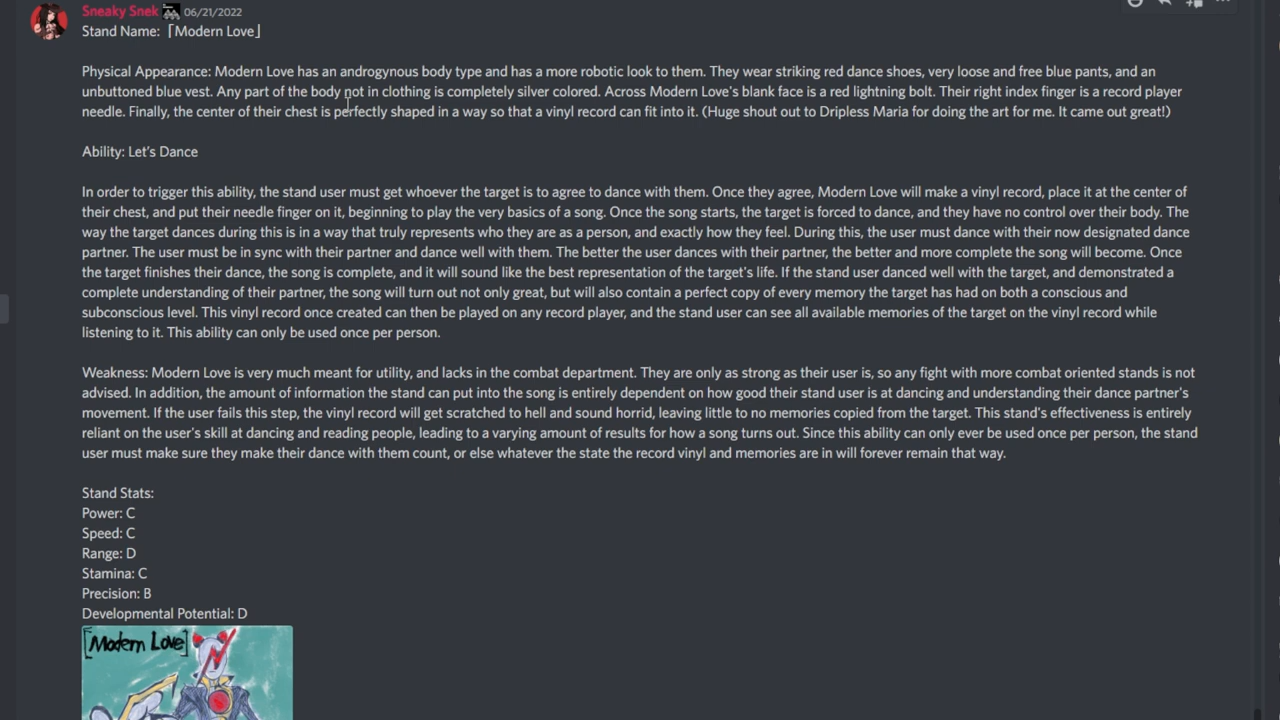 Sneaky Snek 06/21/2022
Stand Name: 「Modern Love」
Physical Appearance: Modern Love has an androgynous body type and has a more robotic look to them. They wear striking red dance shoes, very loose and free blue pants, and an
unbuttoned blue vest. Any part of the body not in clothing is completely silver colored. Across Modern Love's blank face is a red lightning bolt. Their right index finger is a record player
needle. Finally, the center of their chest is perfectly shaped in a way so that a vinyl record can fit into it. (Huge shout out to Dripless Maria for doing the art for me. It came out great!)
Ability: Let's Dance
In order to trigger this ability, the stand user must get whoever the target is to agree to dance with them. Once they agree, Modern Love will make a vinyl record, place it at the center of
their chest, and put their needle finger on it, beginning to play the very basics of a song. Once the song starts, the target is forced to dance, and they have no control over their body. The
way the target dances during this is in a way that truly represents who they are as a person, and exactly how they feel. During this, the user must dance with their now designated dance
partner. The user must be in sync with their partner and dance well with them. The better the user dances with their partner, the better and more complete the song will become. Once
the target finishes their dance, the song is complete, and it will sound like the best representation of the target's life. If the stand user danced well with the target, and demonstrated a
complete understanding of their partner, the song will turn out not only great, but will also contain a perfect copy of every memory the target has had on both a conscious and
subconscious level. This vinyl record once created can then be played on any record player, and the stand user can see all available memories of the target on the vinyl record while
listening to it. This ability can only be used once per person.
Weakness: Modern Love is very much meant for utility, and lacks in the combat department. They are only as strong as their user is, so any fight with more combat oriented stands is not
advised. In addition, the amount of information the stand can put into the song is entirely dependent on how good their stand user is at dancing and understanding their dance partner's
movement. If the user fails this step, the vinyl record will get scratched to hell and sound horrid, leaving little to no memories copied from the target. This stand's effectiveness is entirely
reliant on the user's skill at dancing and reading people, leading to a varying amount of results for how a song turns out. Since this ability can only ever be used once per person, the stand
user must make sure they make their dance with them count, or else whatever the state the record vinyl and memories are in will forever remain that way.
Stand Stats:
Power: C
Speed: C
Range: D
Stamina: C
Precision: B
Developmental Potential: D
[Modern Love]